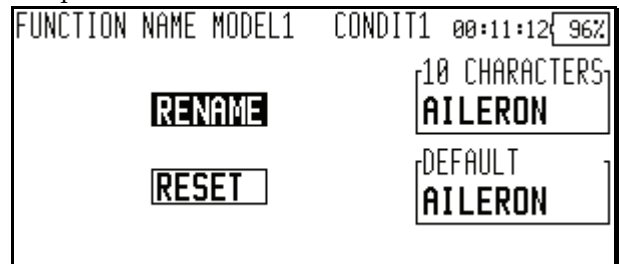 FUNCTION NAME MODEL1 CONDIT1 00:11:12 96%
10 CHARACTERS
RENAME AILERON
DEFAULT
RESET AILERON